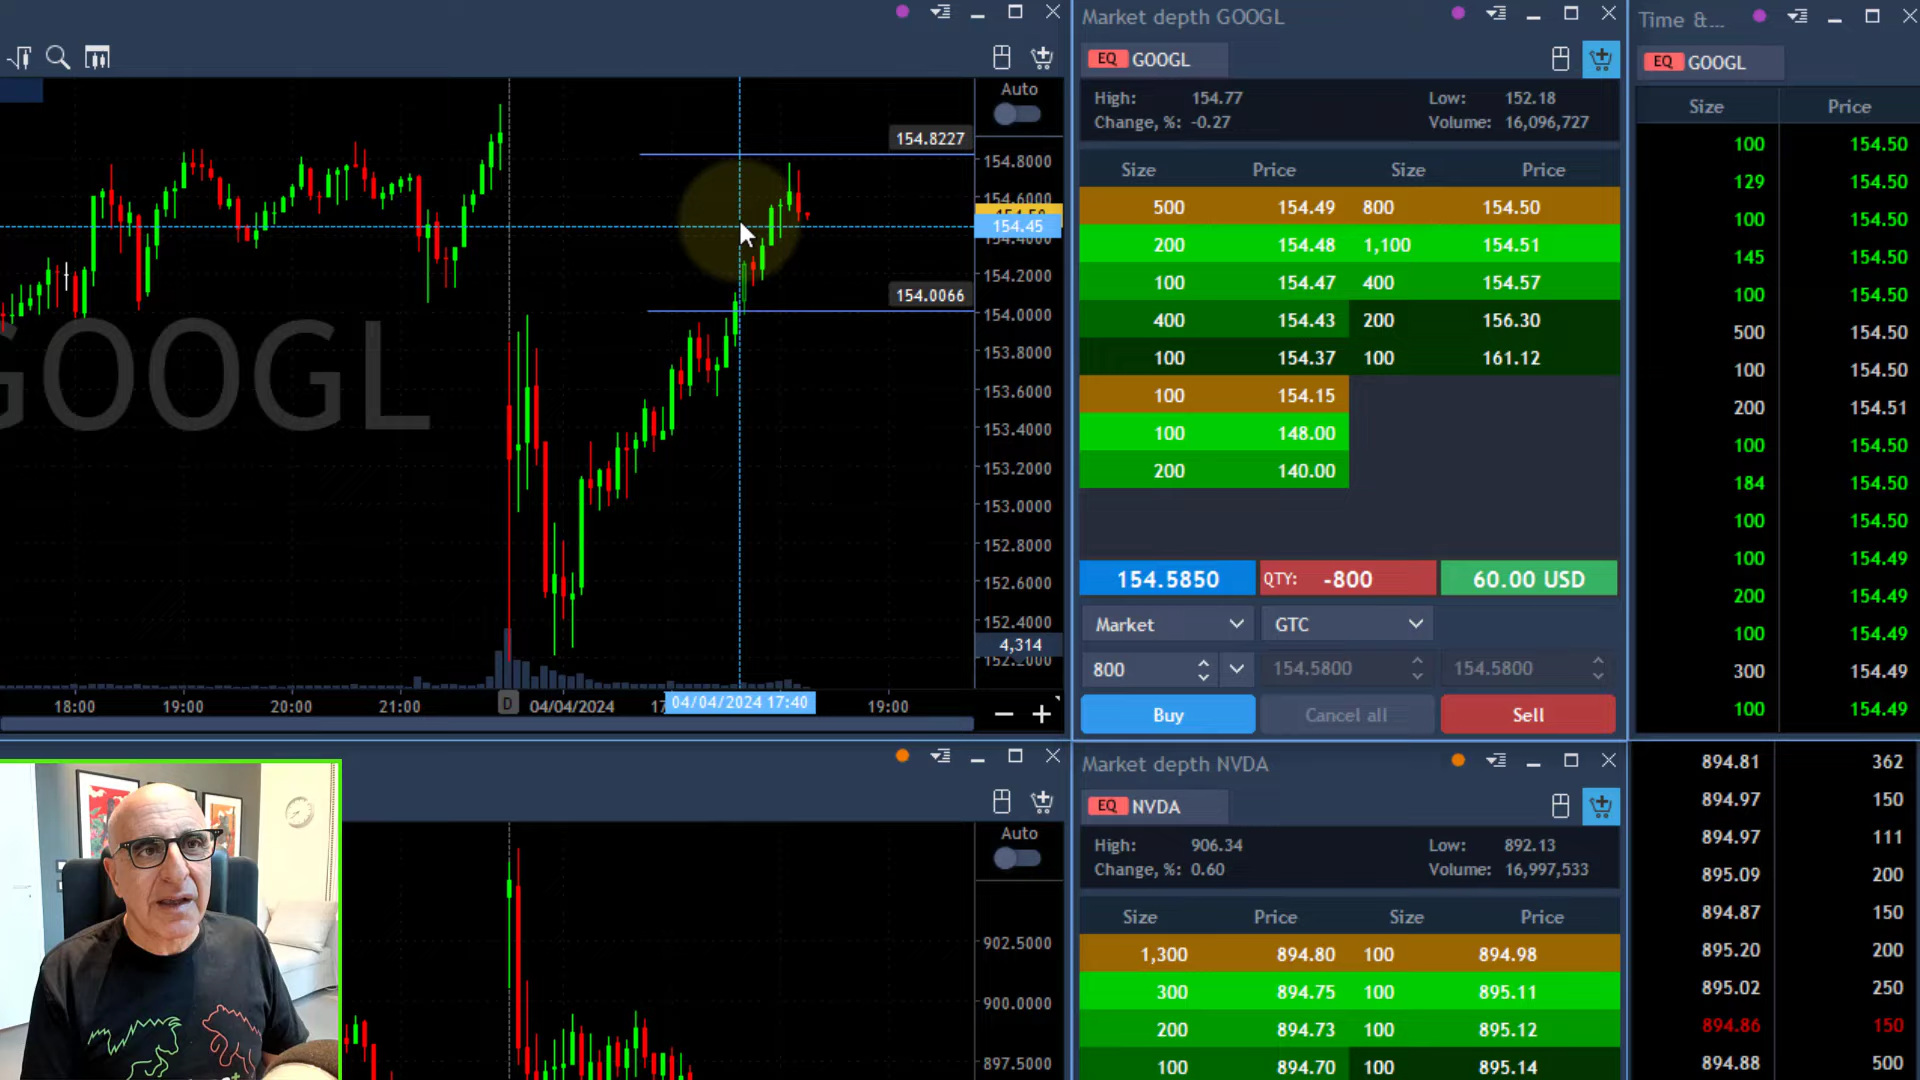 Market depth GOOGL
Time &...
EQ GOOGL
EQ GOOGL
Auto
High: 154.77 Low: 152.18
Change, %: -0.27 Volume: 16,096,727
Size Price
154.8227
154.8000
154.6000
154.50
154.45
154.4000
154.2000
154.0066
154.0000
153.8000
153.6000
153.4000
153.2000
153.0000
152.8000
152.6000
152.4000
4,314
152.2000
GOOGL
Size Price Size Price
500 154.49 800 154.50
200 154.48 1,100 154.51
100 154.47 400 154.57
400 154.43 200 156.30
100 154.37 100 161.12
100 154.15
100 148.00
200 140.00
154.5850 QTY: -800 60.00 USD
Market GTC
800 154.5800 154.5800
Buy Cancel all Sell
100 154.50
129 154.50
100 154.50
145 154.50
100 154.50
500 154.50
100 154.50
200 154.51
100 154.50
184 154.50
100 154.50
100 154.49
200 154.49
100 154.49
300 154.49
100 154.49
18:00 19:00 20:00 21:00 D 04/04/2024 17 04/04/2024 17:40 19:00
Market depth NVDA
EQ NVDA
Auto
High: 906.34 Low: 892.13
Change, %: 0.60 Volume: 16,997,533
Size Price Size Price
1,300 894.80 100 894.98
300 894.75 100 895.11
200 894.73 100 895.12
100 894.70 100 895.14
902.5000
900.0000
897.5000
894.81 362
894.97 150
894.97 111
895.09 200
894.87 150
895.20 200
895.02 250
894.86 150
894.88 500